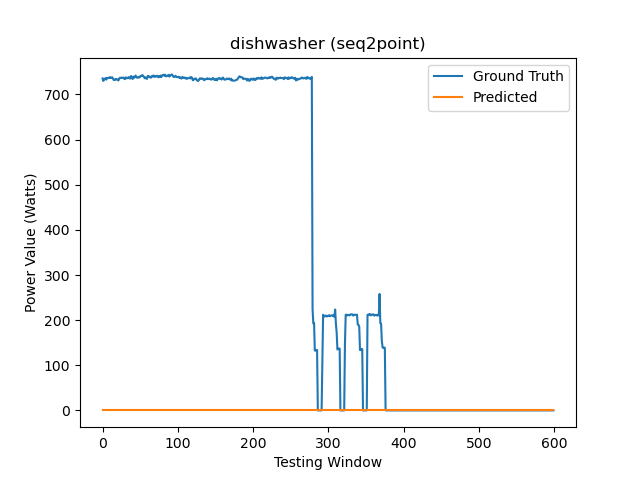 dishwasher (seq2point)
Ground Truth
Predicted
Power Value (Watts)
700
600
500
400
300
200
100
0
0 100 200 300 400 500 600
Testing Window